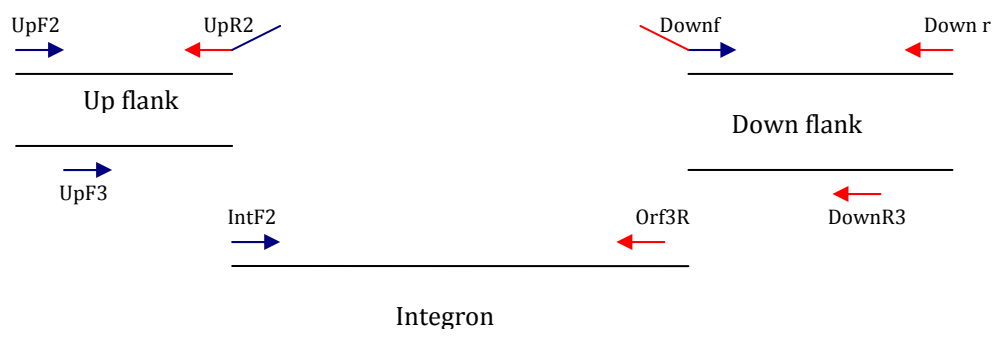 UpF2 UpR2 Downf Down r
Up flank
Down flank
UpF3
DownR3
IntF2 Orf3R
Integron